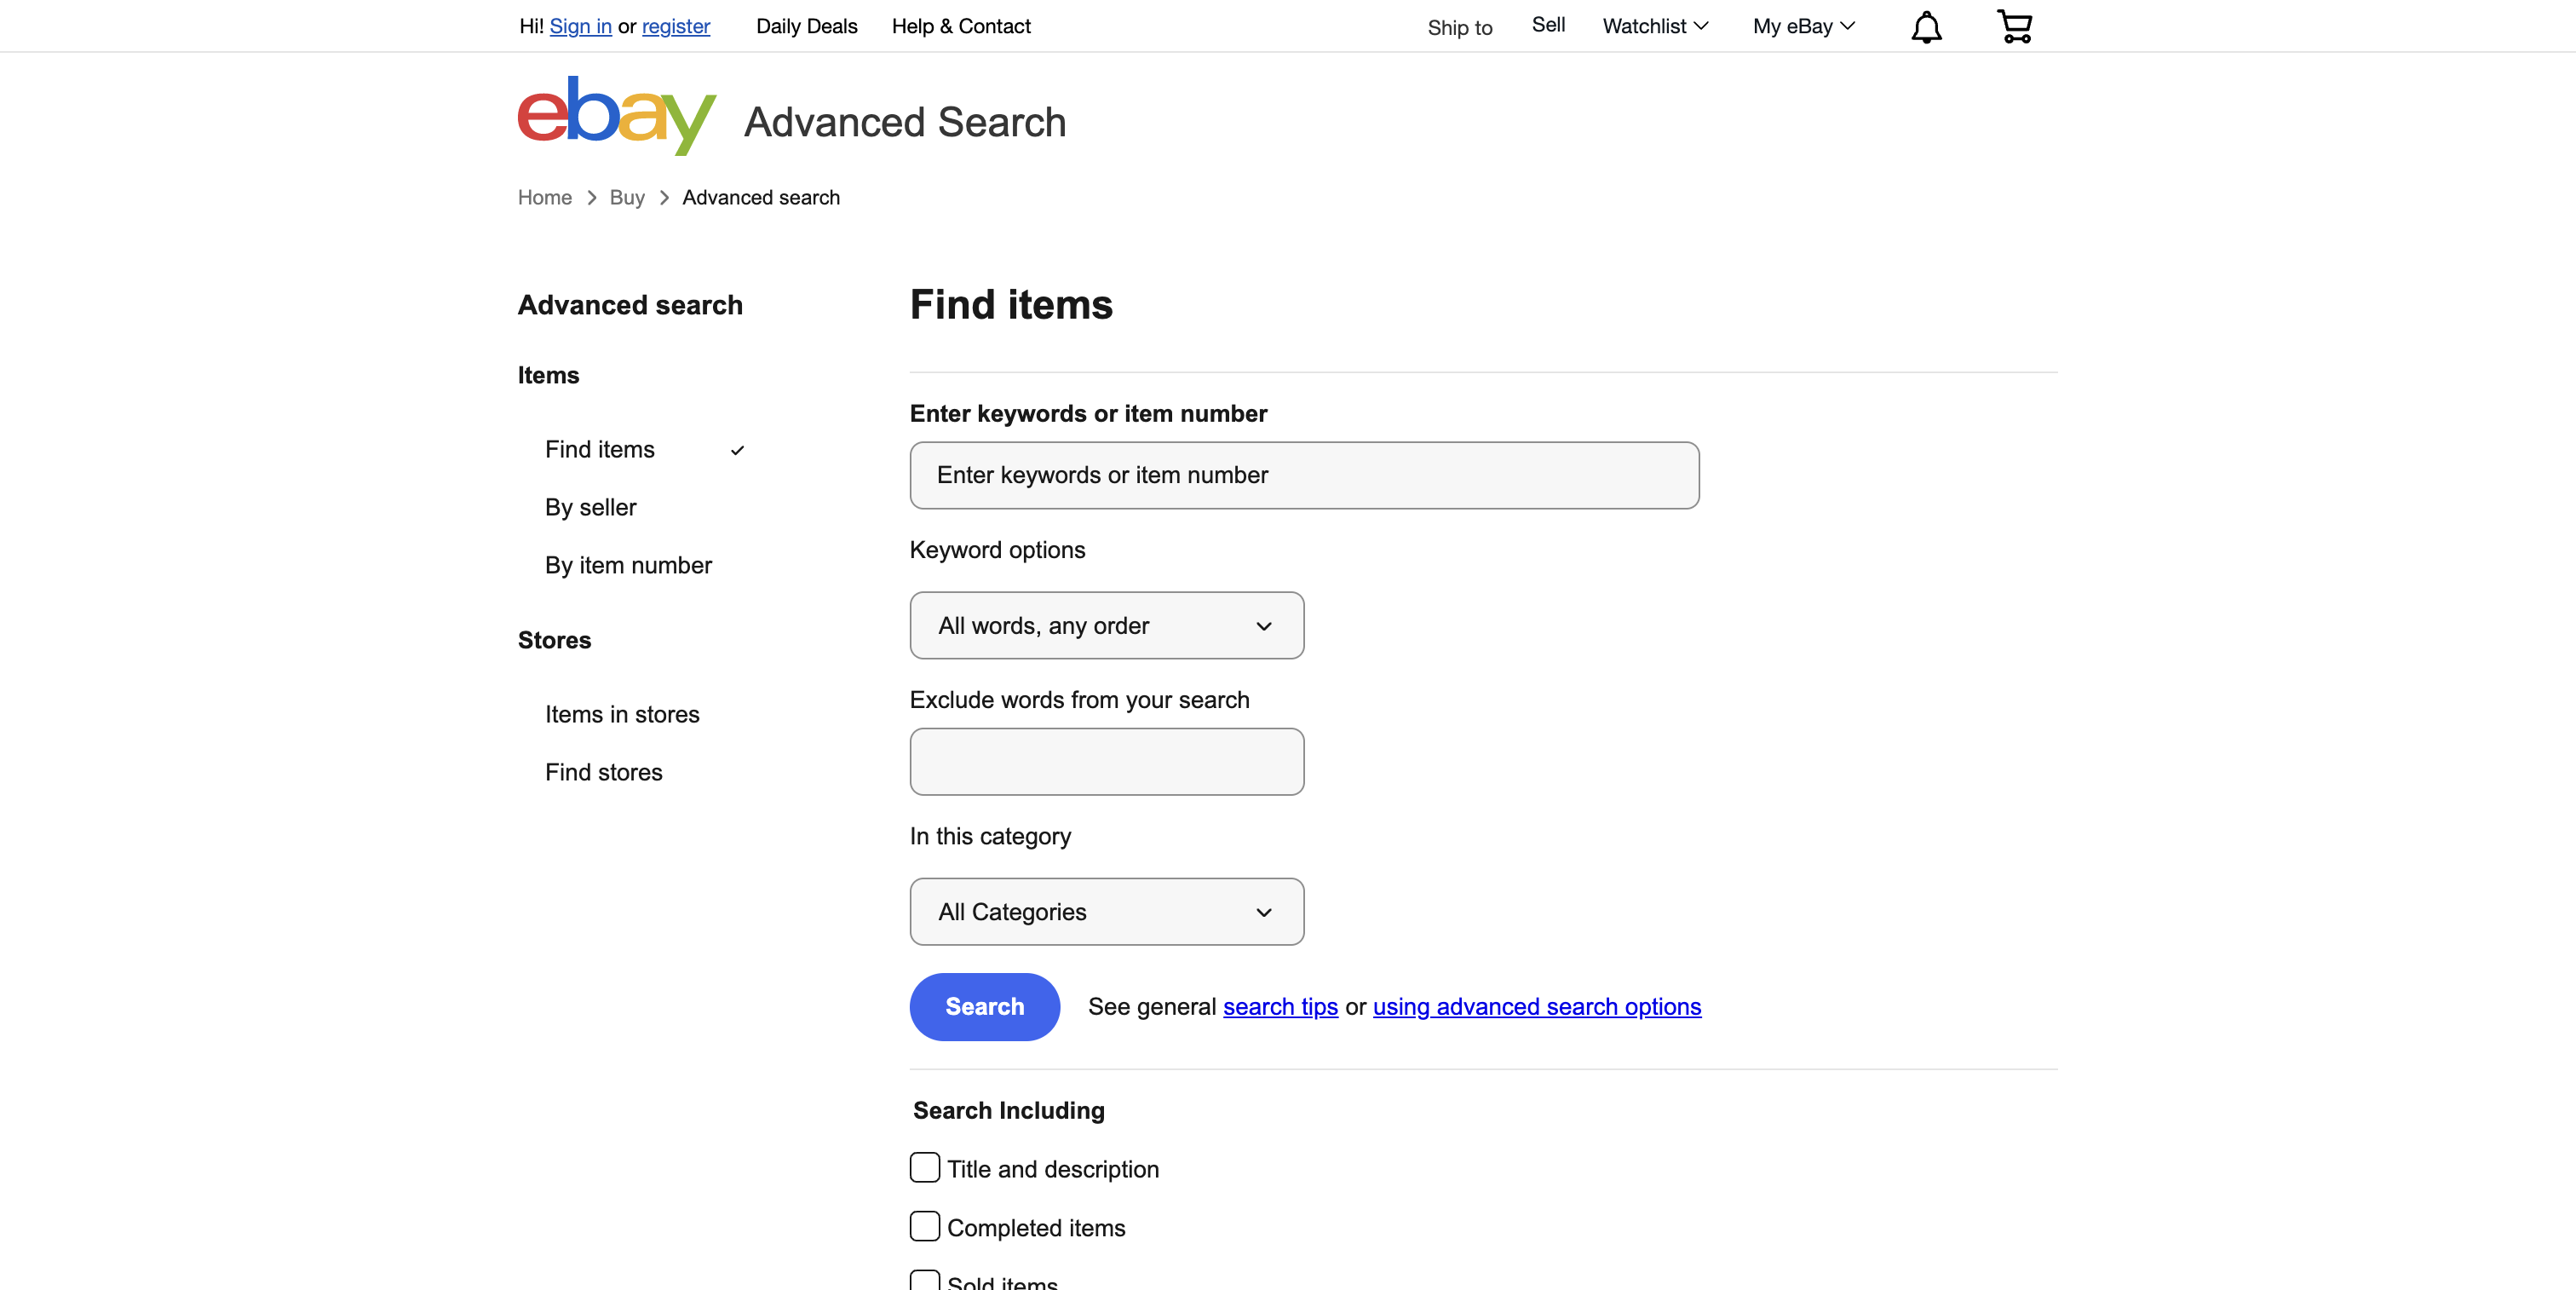 Hi! Sign in or register Daily Deals Help & Contact Ship to Sell Watchlist My eBay
ebay Advanced Search
Home Buy Advanced search
Advanced search
Items
Find items
By seller
By item number
Stores
Items in stores
Find stores
Find items
Enter keywords or item number
Enter keywords or item number
Keyword options
All words, any order
Exclude words from your search
In this category
All Categories
Search See general search tips or using advanced search options
Search Including
Title and description
Completed items
Sold items